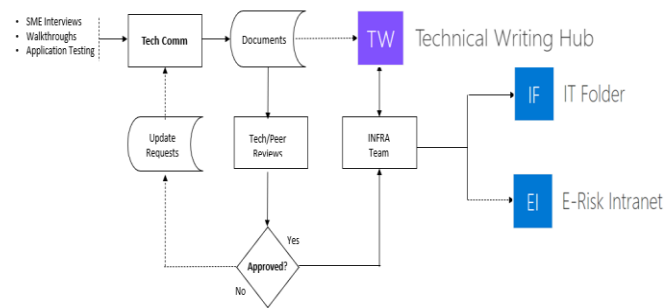 • SME Interviews
• Walkthroughs
• Application Testing
Tech Comm
Documents
TW
Technical Writing Hub
IF
IT Folder
Update
Requests
Tech/Peer
Reviews
INFRA
Team
EI
E-Risk Intranet
Yes
Approved?
No